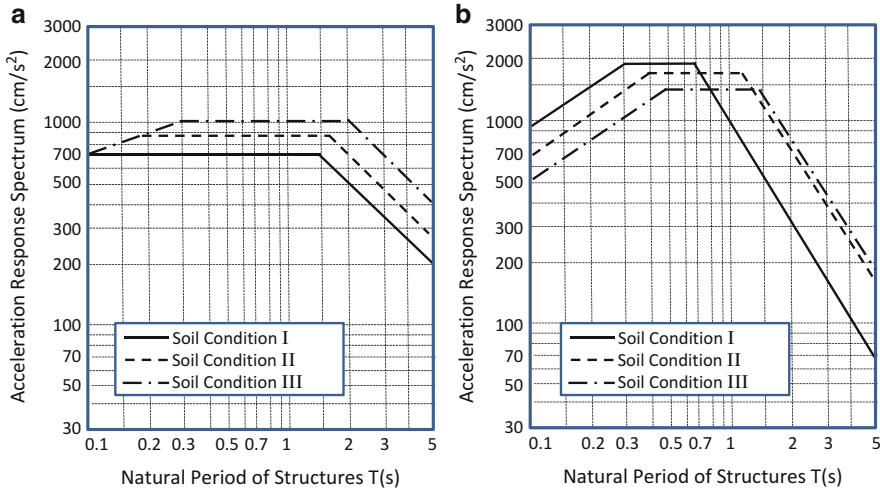 a
Acceleration Response Spectrum (cm/s²)
3000
2000
1000
700
500
300
200
100
70
50
30
Soil Condition I
Soil Condition II
Soil Condition III
0.1 0.2 0.3 0.5 0.7 1 2 3 5
Natural Period of Structures T(s)
b
Acceleration Response Spectrum (cm/s²)
3000
2000
1000
700
500
300
200
100
70
50
30
Soil Condition I
Soil Condition II
Soil Condition III
0.1 0.2 0.3 0.5 0.7 1 2 3 5
Natural Period of Structures T(s)